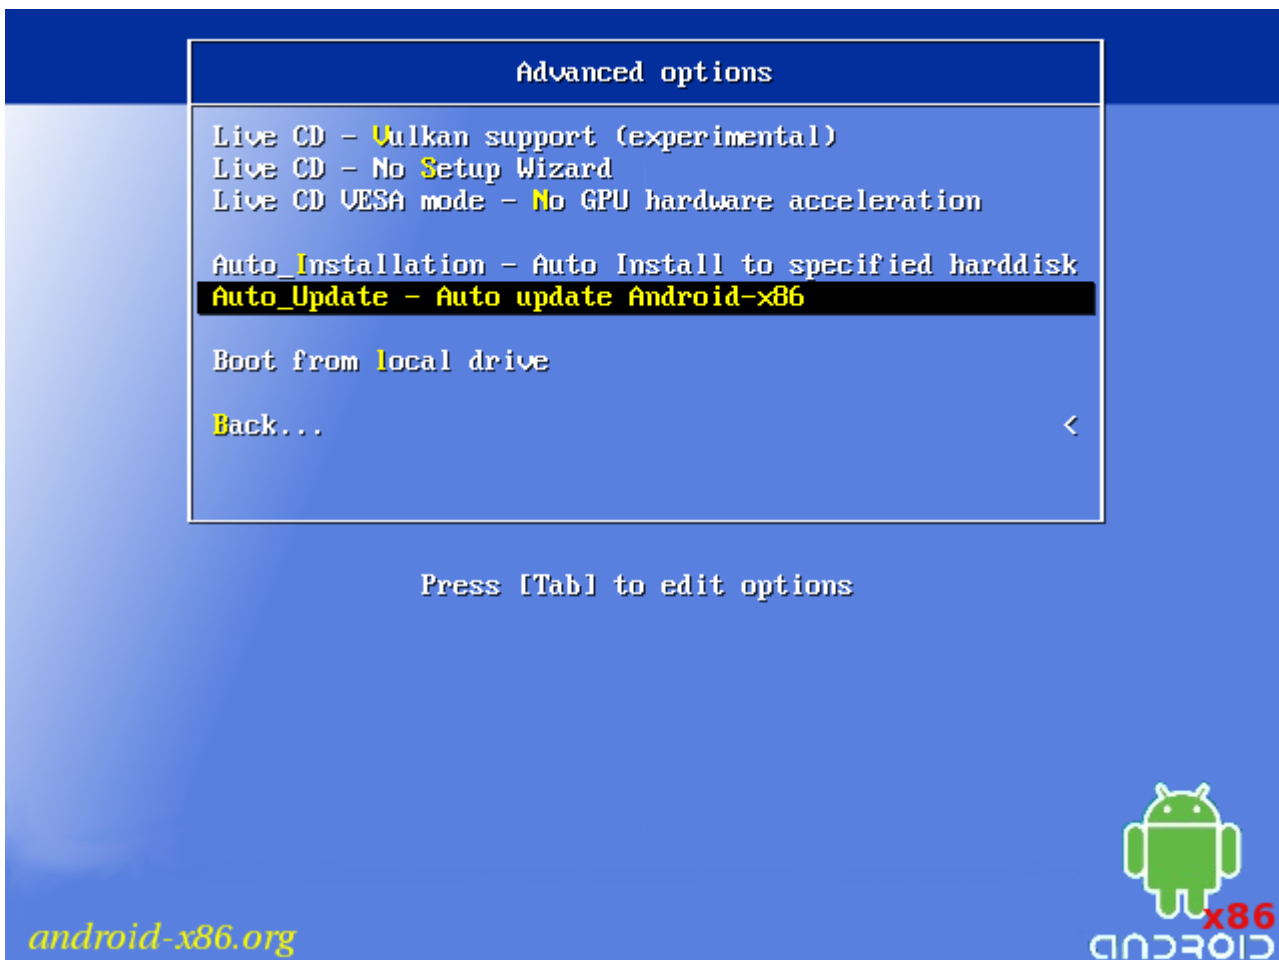 Advanced options
Live CD - Vulkan support (experimental)
Live CD - No Setup Wizard
Live CD VESA mode - No GPU hardware acceleration
Auto_Installation - Auto Install to specified harddisk
Auto_Update - Auto update Android-x86
Boot from local drive
Back... <
Press [Tab] to edit options
x86
android-x86.org
ANDROID